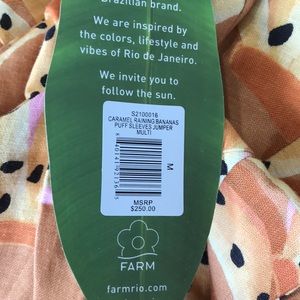 Brazilian brand.
We are inspired by
the colors, lifestyle and
vibes of Rio de Janeiro.
We invite you to
follow the sun.
S2100016
CARAMEL RAINING BANANAS
PUFF SLEEVES JUMPER
MULTI
M
MSRP
$250.00
FARM
farmrio.com